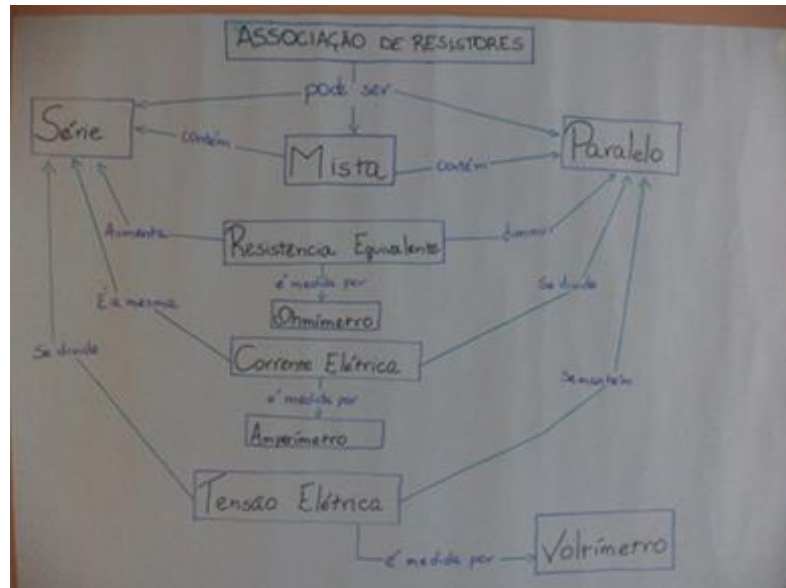 ASSOCIAÇÃO DE RESISTORES
pode ser
Série
contém
Mista
contém
Paralelo
Aumenta
Resistência Equivalente
diminui
é medida por
Ohmímetro
É a mesma
Se divide
Corrente Elétrica
Se divide
é medida por
Se mantém
Amperímetro
Tensão Elétrica
é medida por
Voltímetro